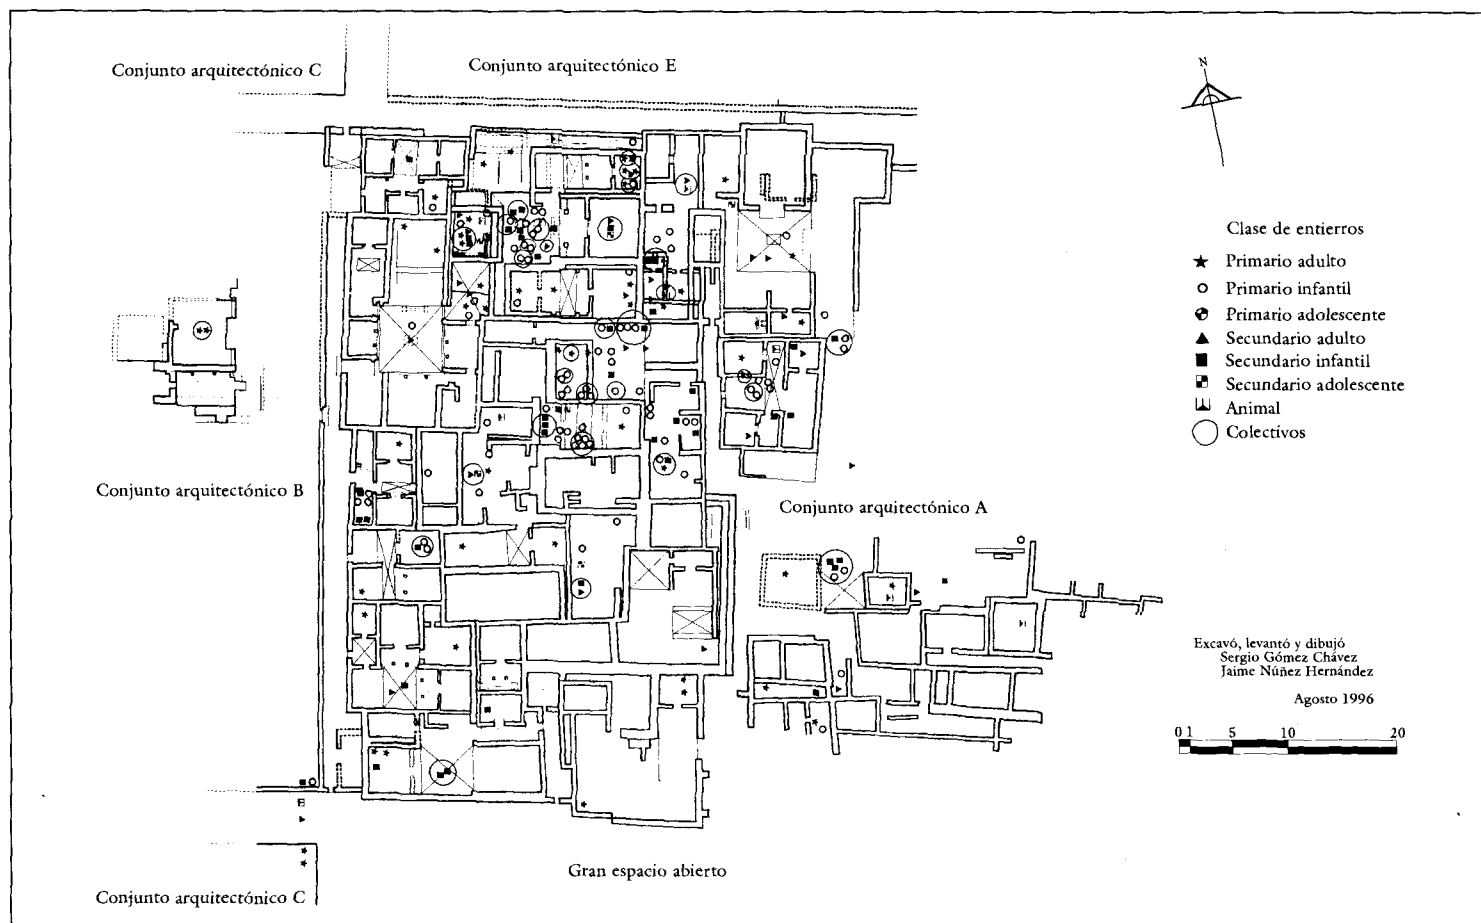 Conjunto arquitectónico C
Conjunto arquitectónico E
N
Clase de entierros
Primario adulto
Primario infantil
Primario adolescente
Secundario adulto
Secundario infantil
Secundario adolescente
Animal
Colectivos
Conjunto arquitectónico B
Conjunto arquitectónico A
Excavó, levantó y dibujó
Sergio Gómez Chávez
Jaime Núñez Hernández
Agosto 1996
0 1 5 10 20
Gran espacio abierto
Conjunto arquitectónico C